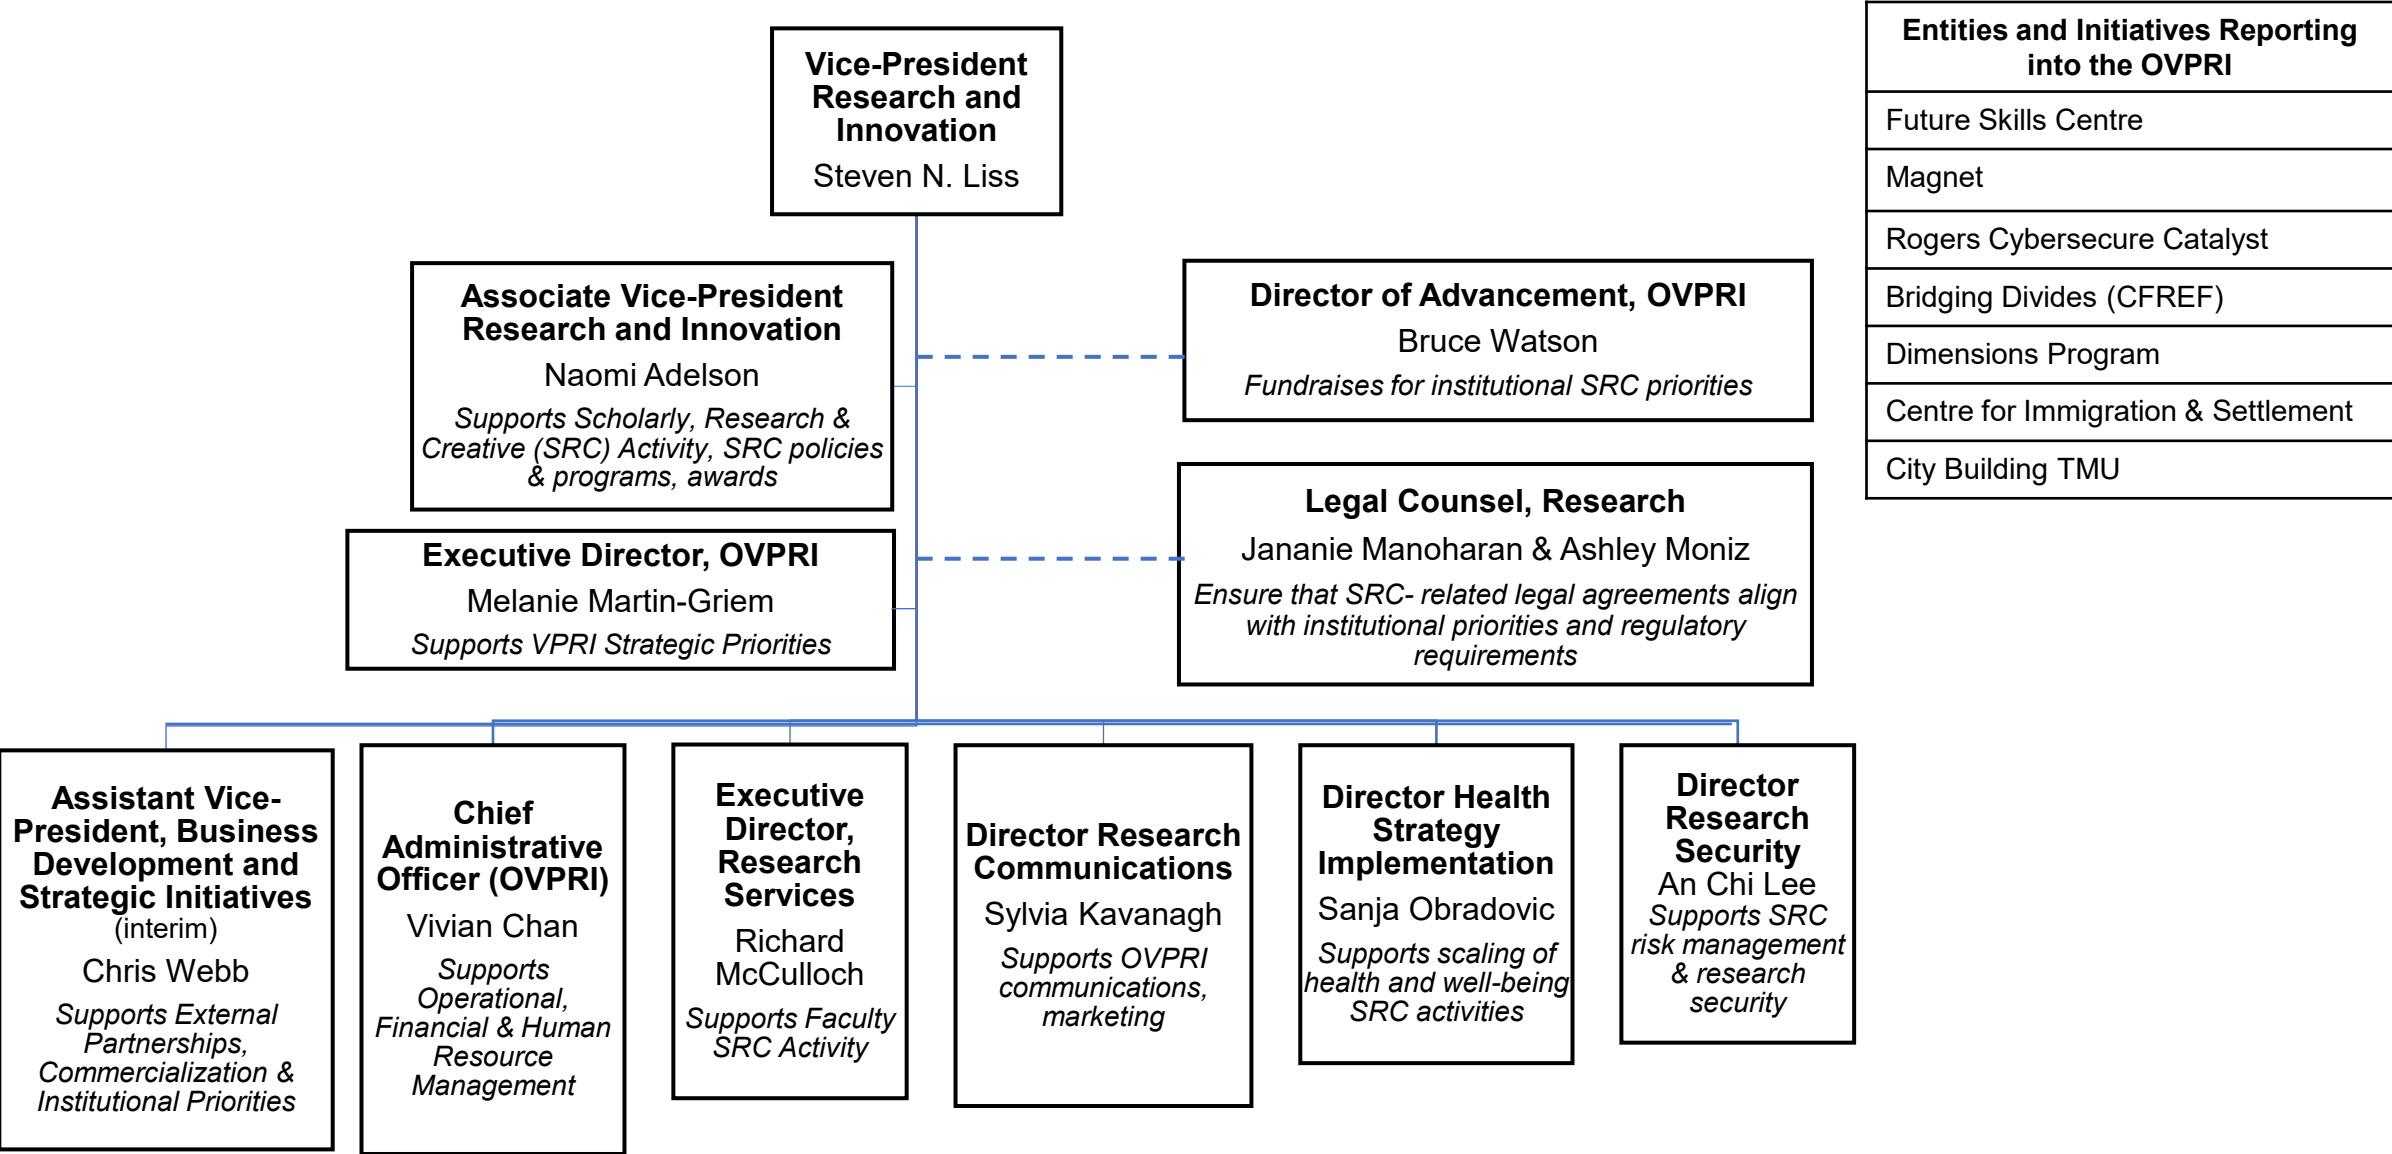 Vice-President
Research and
Innovation
Steven N. Liss
Entities and Initiatives Reporting
into the OVPRI
Future Skills Centre
Magnet
Rogers Cybersecure Catalyst
Bridging Divides (CFREF)
Dimensions Program
Centre for Immigration & Settlement
City Building TMU
Associate Vice-President
Research and Innovation
Naomi Adelson
Supports Scholarly, Research &
Creative (SRC) Activity, SRC policies
& programs, awards
Director of Advancement, OVPRI
Bruce Watson
Fundraises for institutional SRC priorities
Executive Director, OVPRI
Melanie Martin-Griem
Supports VPRI Strategic Priorities
Legal Counsel, Research
Jananie Manoharan & Ashley Moniz
Ensure that SRC- related legal agreements align
with institutional priorities and regulatory
requirements
Assistant Vice-
President, Business
Development and
Strategic Initiatives
(interim)
Chris Webb
Supports External
Partnerships,
Commercialization &
Institutional Priorities
Chief
Administrative
Officer (OVPRI)
Vivian Chan
Supports
Operational,
Financial & Human
Resource
Management
Executive
Director,
Research
Services
Richard
McCulloch
Supports Faculty
SRC Activity
Director Research
Communications
Sylvia Kavanagh
Supports OVPRI
communications,
marketing
Director Health
Strategy
Implementation
Sanja Obradovic
Supports scaling of
health and well-being
SRC activities
Director
Research
Security
An Chi Lee
Supports SRC
risk management
& research
security